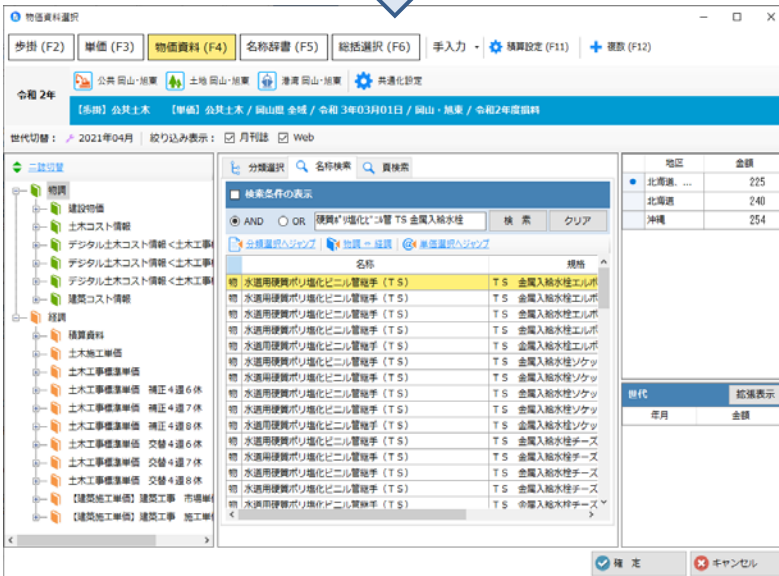 物価資料選択
歩掛 (F2) 単価 (F3) 物価資料 (F4) 名称辞書 (F5) 総括選択 (F6) 手入力 積算設定 (F11) 複数 (F12)
令和 2年 公共 岡山-旭東 土地 岡山-旭東 港湾 岡山-旭東 共通化設定
【歩掛】公共土木 【単価】公共土木 / 岡山県 全域 / 令和 3年03月01日 / 岡山・旭東 / 令和2年度損料
世代切替： 2021年04月 絞り込み表示： 月刊誌 Web
二誌切替
物調
建設物価
土木コスト情報
デジタル土木コスト情報<土木工事
デジタル土木コスト情報<土木工事
デジタル土木コスト情報<土木工事
建築コスト情報
経調
積算資料
土木施工単価
土木工事標準単価
土木工事標準単価 補正4週6休
土木工事標準単価 補正4週7休
土木工事標準単価 補正4週8休
土木工事標準単価 交替4週6休
土木工事標準単価 交替4週7休
土木工事標準単価 交替4週8休
【建築施工単価】建築工事 市場単
【建築施工単価】建築工事 施工単
分類選択 名称検索 頁検索
検索条件の表示
AND OR 硬質ﾎﾟﾘ塩化ﾋﾞﾆﾙ管 TS 金属入給水栓 検 索 クリア
分類選択へジャンプ 物調 ⇔ 経調 単価選択へジャンプ
名称 規格
物 水道用硬質ポリ塩化ビニル管継手（ＴＳ） ＴＳ 金属入給水栓エルボ
物 水道用硬質ポリ塩化ビニル管継手（ＴＳ） ＴＳ 金属入給水栓エルボ
物 水道用硬質ポリ塩化ビニル管継手（ＴＳ） ＴＳ 金属入給水栓エルボ
物 水道用硬質ポリ塩化ビニル管継手（ＴＳ） ＴＳ 金属入給水栓エルボ
物 水道用硬質ポリ塩化ビニル管継手（ＴＳ） ＴＳ 金属入給水栓エルボ
物 水道用硬質ポリ塩化ビニル管継手（ＴＳ） ＴＳ 金属入給水栓ソケッ
物 水道用硬質ポリ塩化ビニル管継手（ＴＳ） ＴＳ 金属入給水栓ソケッ
物 水道用硬質ポリ塩化ビニル管継手（ＴＳ） ＴＳ 金属入給水栓ソケッ
物 水道用硬質ポリ塩化ビニル管継手（ＴＳ） ＴＳ 金属入給水栓ソケッ
物 水道用硬質ポリ塩化ビニル管継手（ＴＳ） ＴＳ 金属入給水栓ソケッ
物 水道用硬質ポリ塩化ビニル管継手（ＴＳ） ＴＳ 金属入給水栓チーズ
物 水道用硬質ポリ塩化ビニル管継手（ＴＳ） ＴＳ 金属入給水栓チーズ
物 水道用硬質ポリ塩化ビニル管継手（ＴＳ） ＴＳ 金属入給水栓チーズ
物 水道用硬質ポリ塩化ビニル管継手（ＴＳ） ＴＳ 金属入給水栓チーズ
物 水道用硬質ポリ塩化ビニル管継手（ＴＳ） ＴＳ 金属入給水栓チーズ
地区 金額
北海道、... 225
北海道 240
沖縄 254
世代 拡張表示
年月 金額
確 定 キャンセル